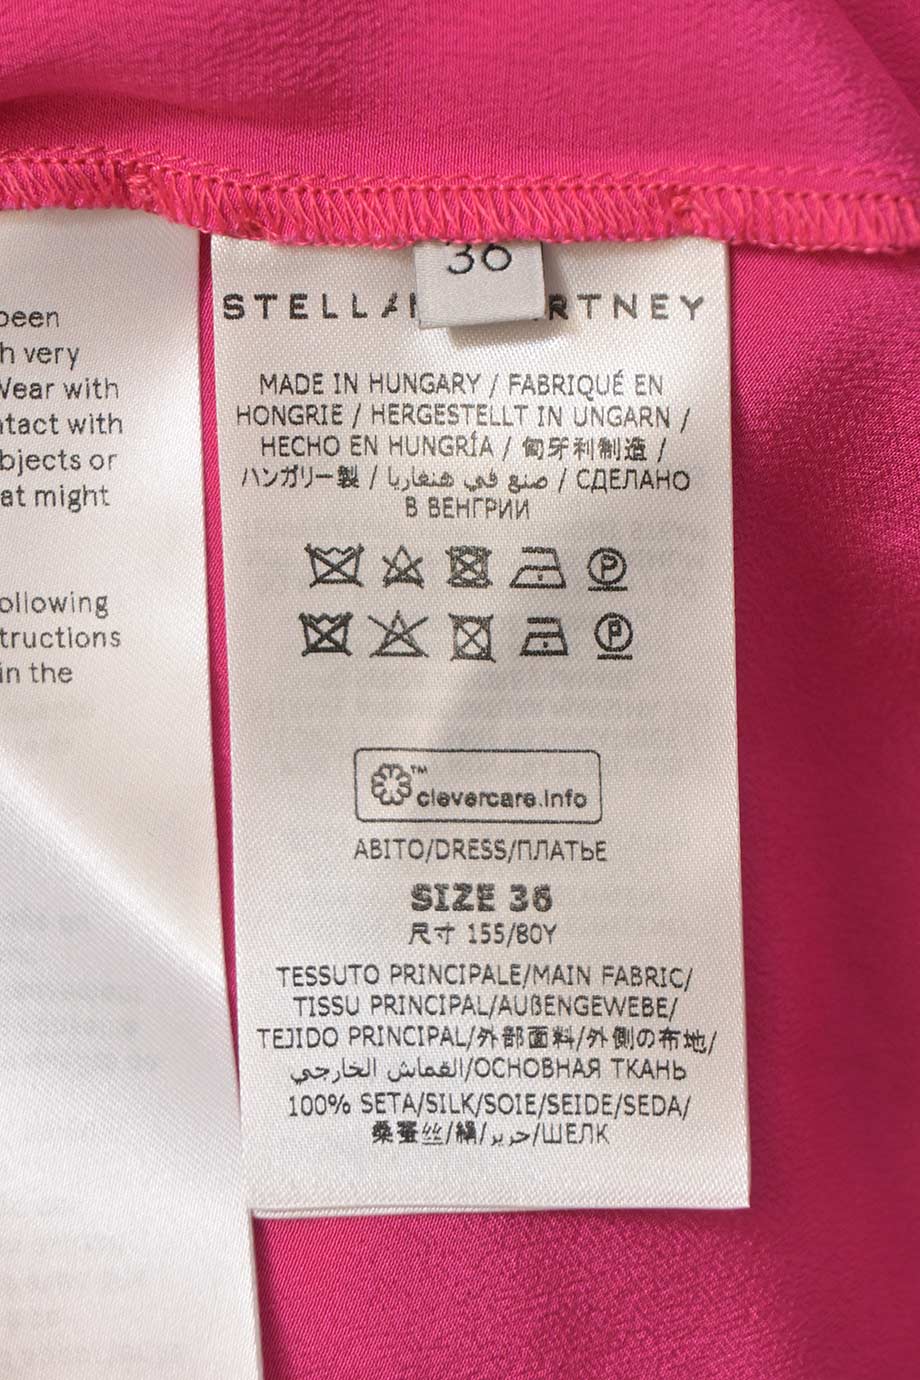 been
h very
Wear with
ntact with
bjects or
at might
ollowing
tructions
in the
36
STELLA RTNEY
MADE IN HUNGARY / FABRIQUÉ EN
HONGRIE / HERGESTELLT IN UNGARN /
HECHO EN HUNGRÍA / 匈牙利制造 /
ハンガリー製 / صنع في هنغاريا / СДЕЛАНО
В ВЕНГРИИ
P
P
™
clevercare.info
ABITO/DRESS/ПЛАТЬЕ
SIZE 36
尺寸 155/80Y
TESSUTO PRINCIPALE/MAIN FABRIC/
TISSU PRINCIPAL/AUßENGEWEBE/
TEJIDO PRINCIPAL/外部面料/外側の布地/
القماش الخارجي/ОСНОВНАЯ ТКАНЬ
100% SETA/SILK/SOIE/SEIDE/SEDA/
桑蚕丝/絹/حرير/ШЕЛК